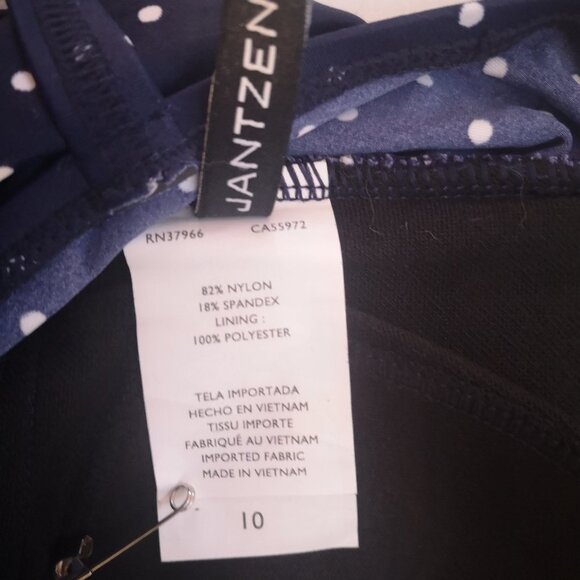 JANTZEN
RN37966 CA55972
82% NYLON
18% SPANDEX
LINING :
100% POLYESTER
TELA IMPORTADA
HECHO EN VIETNAM
TISSU IMPORTE
FABRIQUÉ AU VIETNAM
IMPORTED FABRIC
MADE IN VIETNAM
10